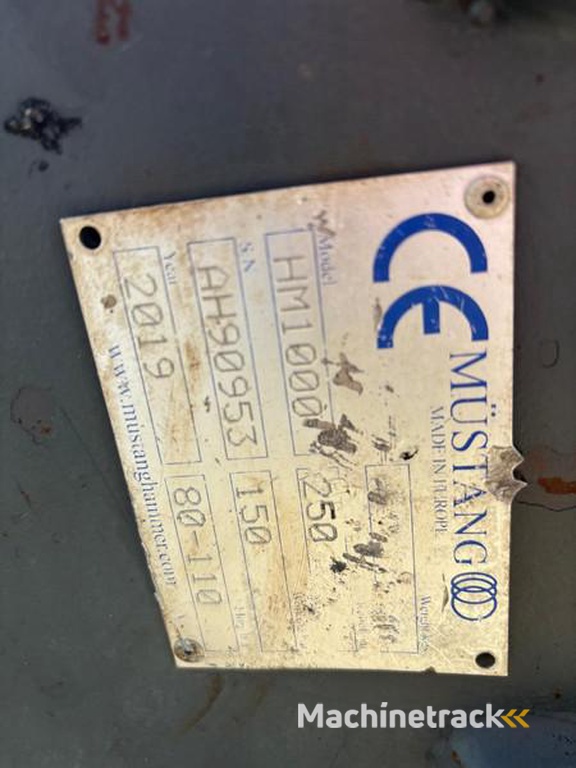 CE MÜSTANG
MADE IN EUROPE
Model
HM1000
250
S.N.
AH90953
150
Year
2019
80-110
www.mustanghammer.com
Machinetrack